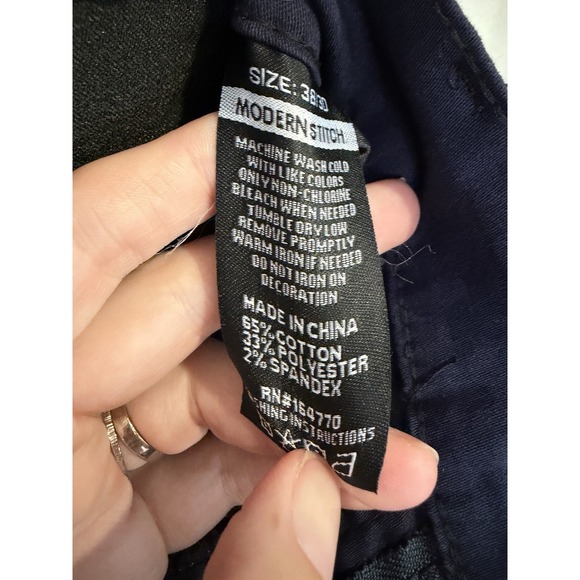 SIZE: 38
MODERN STITCH
MACHINE WASH COLD
WITH LIKE COLORS
ONLY NON-CHLORINE
BLEACH WHEN NEEDED
TUMBLE DRY LOW
REMOVE PROMPTLY
WARM IRON IF NEEDED
DO NOT IRON ON
DECORATION
MADE IN CHINA
65% COTTON
33% POLYESTER
2% SPANDEX
RN#164770
SHING INSTRUCTIONS